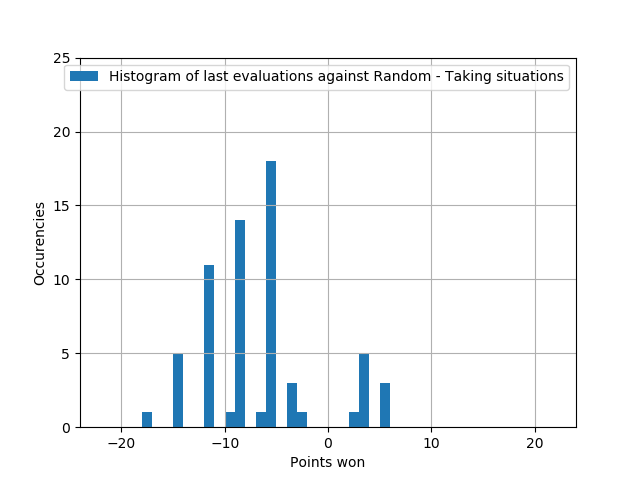 25
Histogram of last evaluations against Random - Taking situations
20
15
10
5
0
Occurencies
−20 −10 0 10 20
Points won